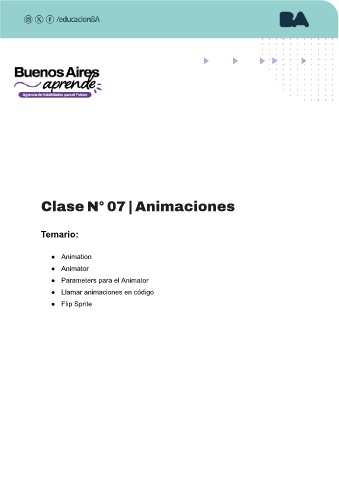 /educacionBA
BA
Buenos Aires
aprende
Agencia de Habilidades para el Futuro
Clase N° 07 | Animaciones
Temario:
● Animation
● Animator
● Parameters para el Animator
● Llamar animaciones en código
● Flip Sprite